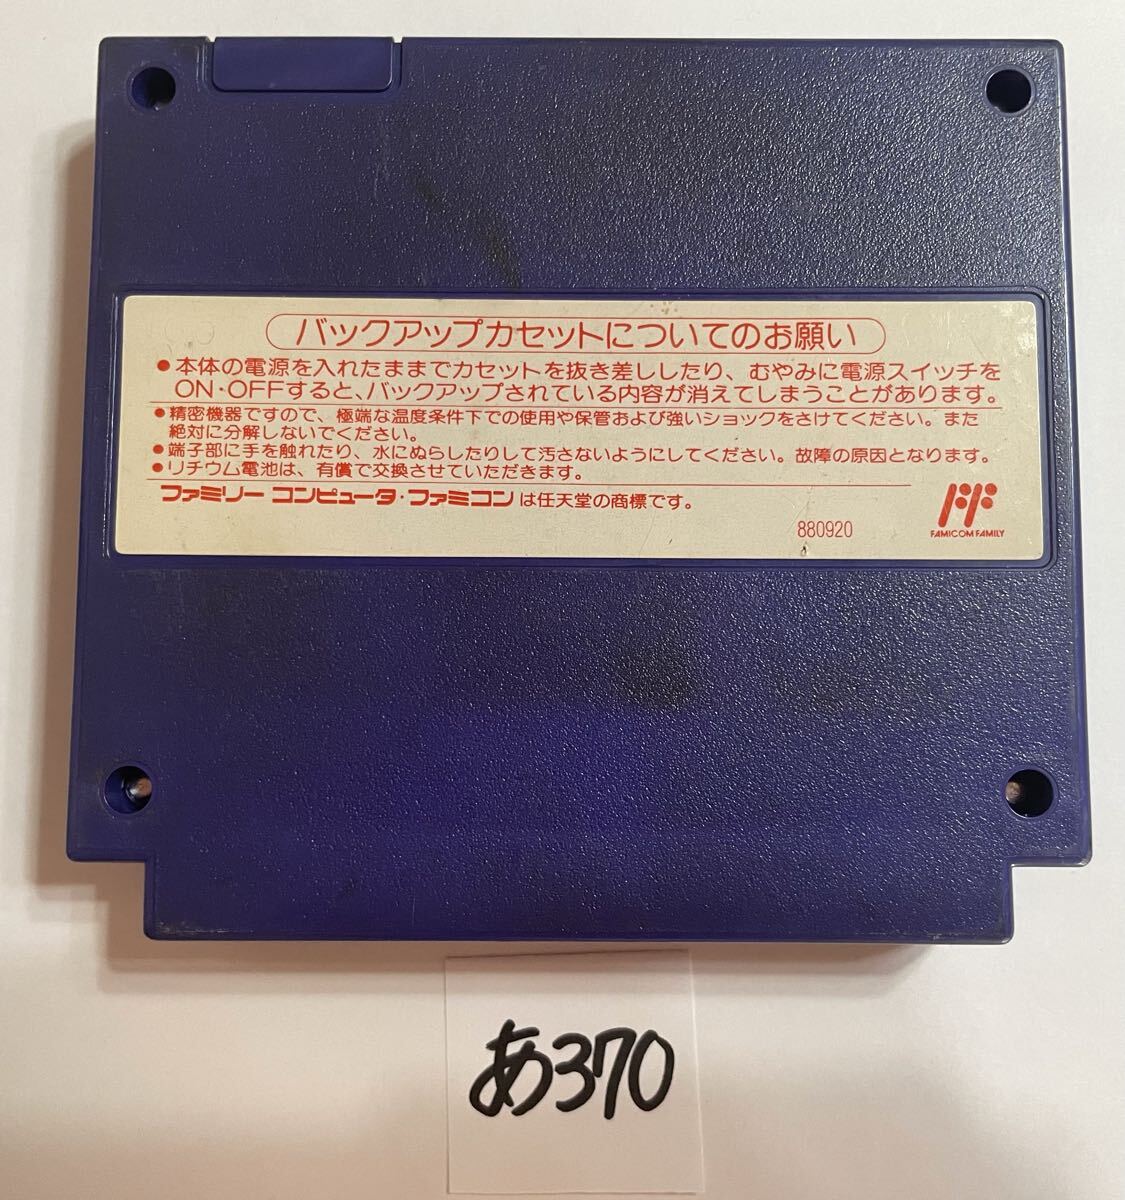 バックアップカセットについてのお願い
●本体の電源を入れたままでカセットを抜き差ししたり、むやみに電源スイッチを
ON・OFFすると、バックアップされている内容が消えてしまうことがあります。
●精密機器ですので、極端な温度条件下での使用や保管および強いショックをさけてください。また
絶対に分解しないでください。
●端子部に手を触れたり、水にぬらしたりして汚さないようにしてください。故障の原因となります。
●リチウム電池は、有償で交換させていただきます。
ファミリー コンピュータ・ファミコン は任天堂の商標です。
880920
FAMICOM FAMILY
あ370